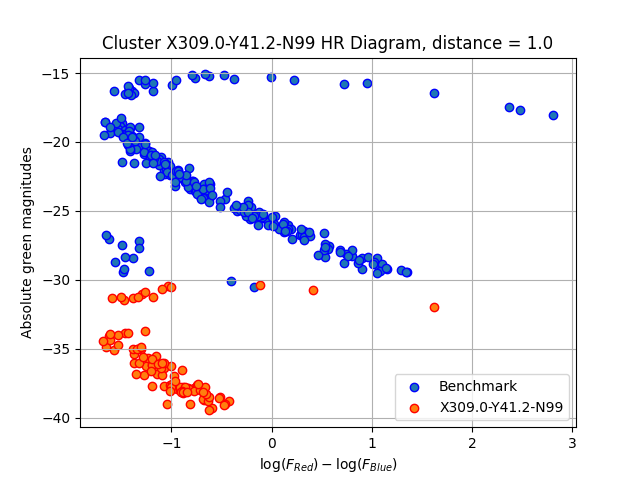 Cluster X309.0-Y41.2-N99 HR Diagram, distance = 1.0
Absolute green magnitudes
−15
−20
−25
−30
−35
−40
−1
0
1
2
3
log(F_Red) − log(F_Blue)
Benchmark
X309.0-Y41.2-N99